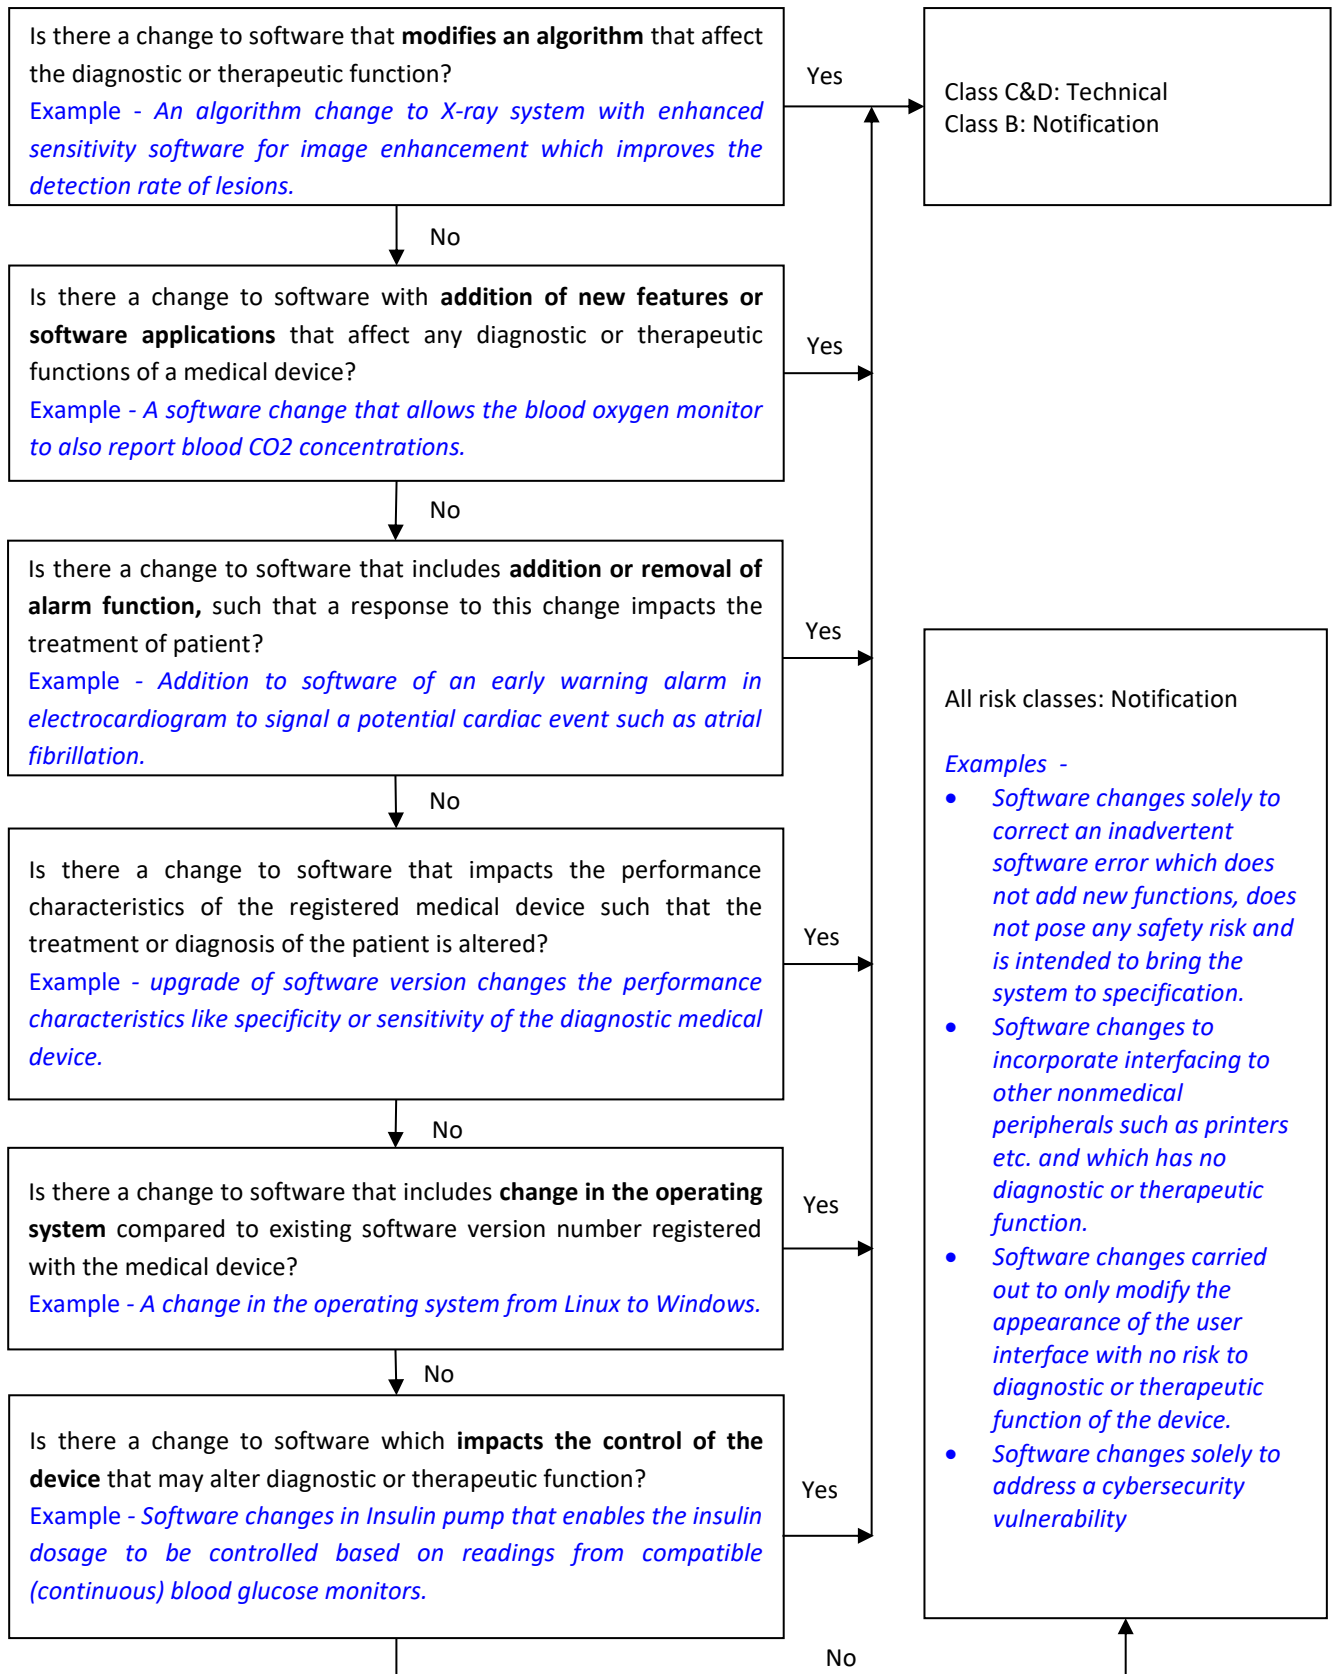 Is there a change to software that modifies an algorithm that affect
the diagnostic or therapeutic function?
Example - An algorithm change to X-ray system with enhanced
sensitivity software for image enhancement which improves the
detection rate of lesions.
Yes
Class C&D: Technical
Class B: Notification
No
Is there a change to software with addition of new features or
software applications that affect any diagnostic or therapeutic
functions of a medical device?
Example - A software change that allows the blood oxygen monitor
to also report blood CO2 concentrations.
Yes
No
Is there a change to software that includes addition or removal of
alarm function, such that a response to this change impacts the
treatment of patient?
Example - Addition to software of an early warning alarm in
electrocardiogram to signal a potential cardiac event such as atrial
fibrillation.
Yes
No
Is there a change to software that impacts the performance
characteristics of the registered medical device such that the
treatment or diagnosis of the patient is altered?
Example - upgrade of software version changes the performance
characteristics like specificity or sensitivity of the diagnostic medical
device.
Yes
No
Is there a change to software that includes change in the operating
system compared to existing software version number registered
with the medical device?
Example - A change in the operating system from Linux to Windows.
Yes
No
Is there a change to software which impacts the control of the
device that may alter diagnostic or therapeutic function?
Example - Software changes in Insulin pump that enables the insulin
dosage to be controlled based on readings from compatible
(continuous) blood glucose monitors.
Yes
No
All risk classes: Notification
Examples -
• Software changes solely to
correct an inadvertent
software error which does
not add new functions, does
not pose any safety risk and
is intended to bring the
system to specification.
• Software changes to
incorporate interfacing to
other nonmedical
peripherals such as printers
etc. and which has no
diagnostic or therapeutic
function.
• Software changes carried
out to only modify the
appearance of the user
interface with no risk to
diagnostic or therapeutic
function of the device.
• Software changes solely to
address a cybersecurity
vulnerability